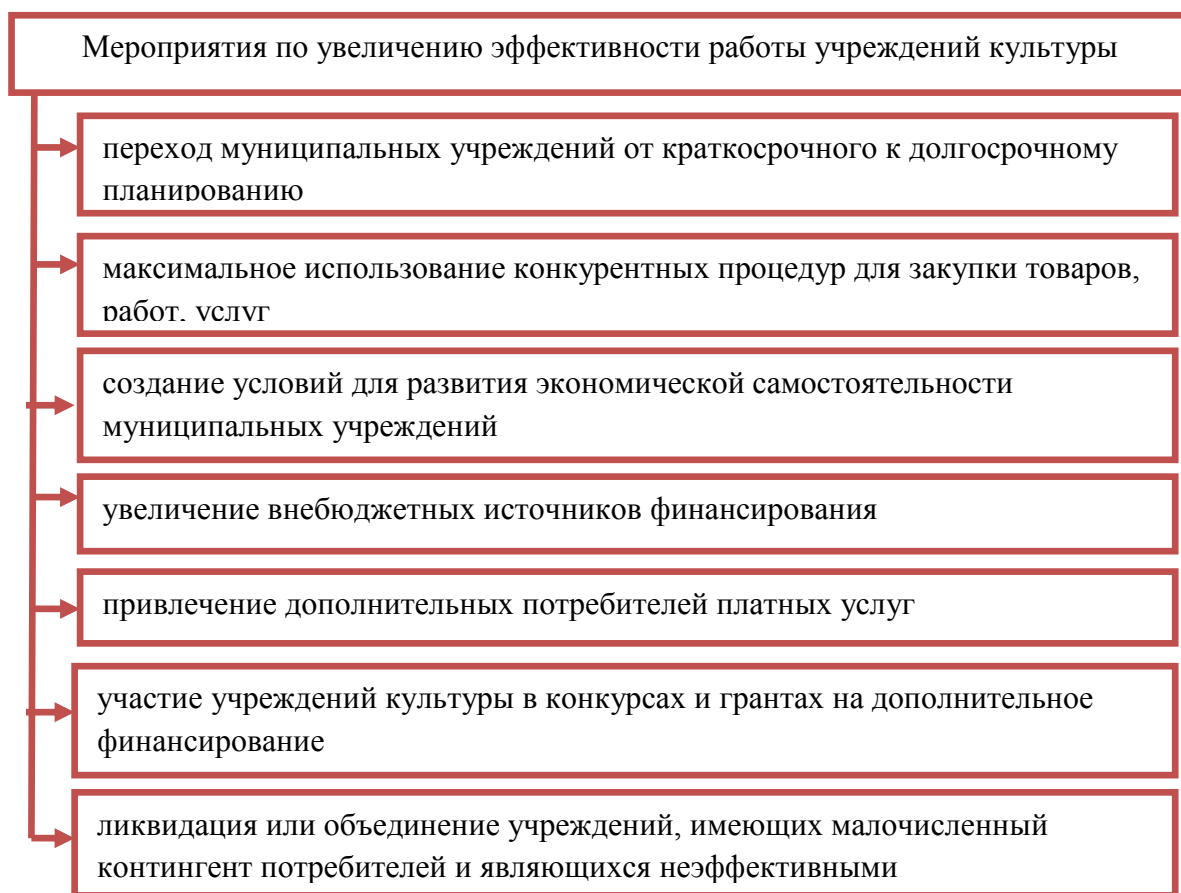 Мероприятия по увеличению эффективности работы учреждений культуры
переход муниципальных учреждений от краткосрочного к долгосрочному
планированию
максимальное использование конкурентных процедур для закупки товаров,
работ, услуг
создание условий для развития экономической самостоятельности
муниципальных учреждений
увеличение внебюджетных источников финансирования
привлечение дополнительных потребителей платных услуг
участие учреждений культуры в конкурсах и грантах на дополнительное
финансирование
ликвидация или объединение учреждений, имеющих малочисленный
контингент потребителей и являющихся неэффективными